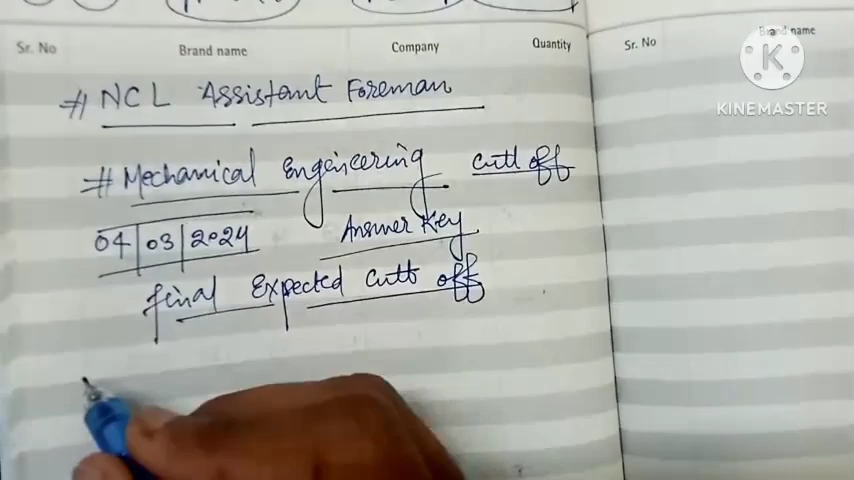 Sr. No Brand name Company Quantity
# NCL Assistant Foreman
# Mechanical Engineering Cutt off
04 | 03 | 2024 Answer Key
final Expected Cutt off
Sr. No Brand name
KINEMASTER